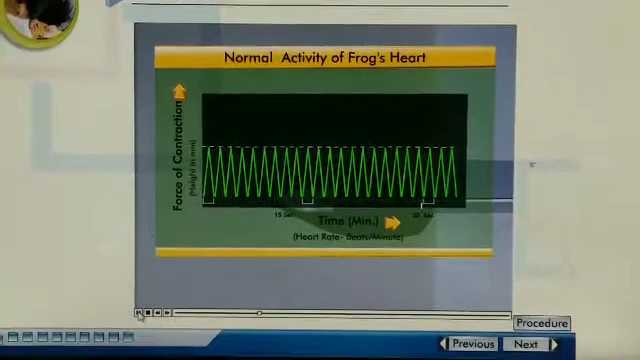 Normal Activity of Frog's Heart
Force of Contraction
(Height in mm)
15 Sec.
30 Sec.
Time (Min.)
(Heart Rate- Beats/Minute)
Procedure
Previous
Next